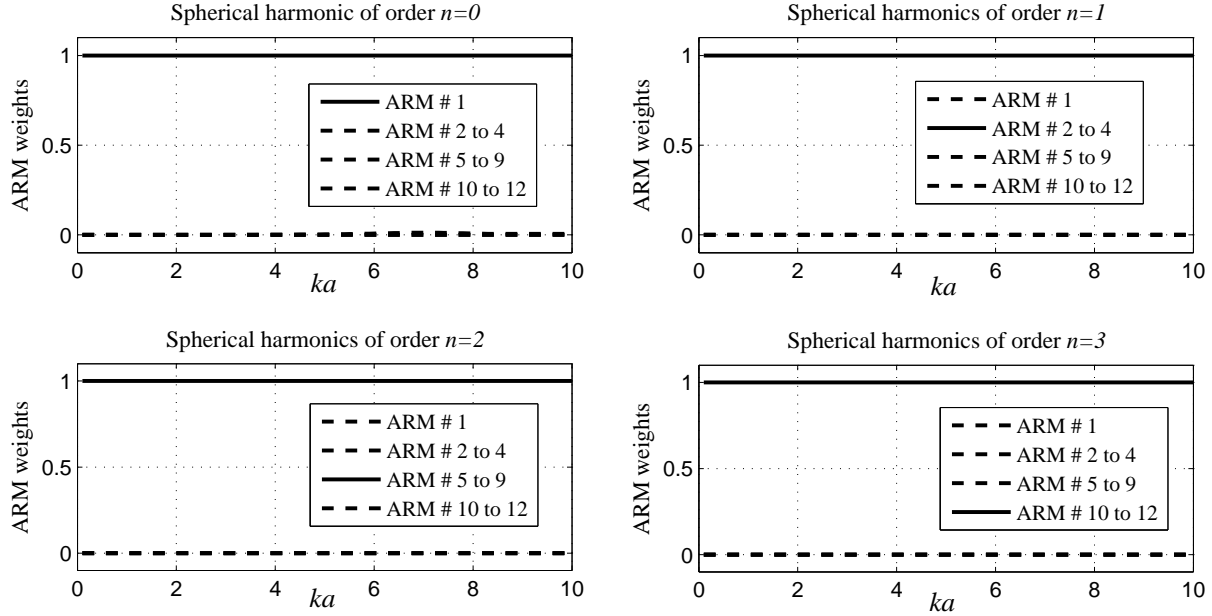 Spherical harmonic of order n=0
ARM weights
1
0.5
0
0 2 4 6 8 10
ka
ARM # 1
ARM # 2 to 4
ARM # 5 to 9
ARM # 10 to 12
Spherical harmonics of order n=1
ARM weights
1
0.5
0
0 2 4 6 8 10
ka
ARM # 1
ARM # 2 to 4
ARM # 5 to 9
ARM # 10 to 12
Spherical harmonics of order n=2
ARM weights
1
0.5
0
0 2 4 6 8 10
ka
ARM # 1
ARM # 2 to 4
ARM # 5 to 9
ARM # 10 to 12
Spherical harmonics of order n=3
ARM weights
1
0.5
0
0 2 4 6 8 10
ka
ARM # 1
ARM # 2 to 4
ARM # 5 to 9
ARM # 10 to 12